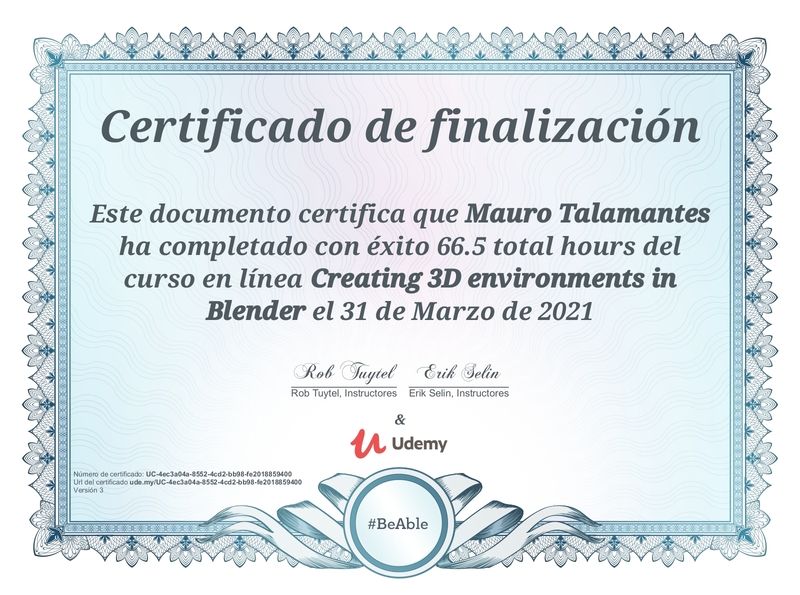 Certificado de finalización
Este documento certifica que Mauro Talamantes
ha completado con éxito 66.5 total hours del
curso en línea Creating 3D environments in
Blender el 31 de Marzo de 2021
Rob Tuytel Erik Selin
Rob Tuytel, Instructores Erik Selin, Instructores
&
Udemy
Número de certificado: UC-4ec3a04a-8552-4cd2-bb98-fe2018859400
Url del certificado ude.my/UC-4ec3a04a-8552-4cd2-bb98-fe2018859400
Versión 3
#BeAble